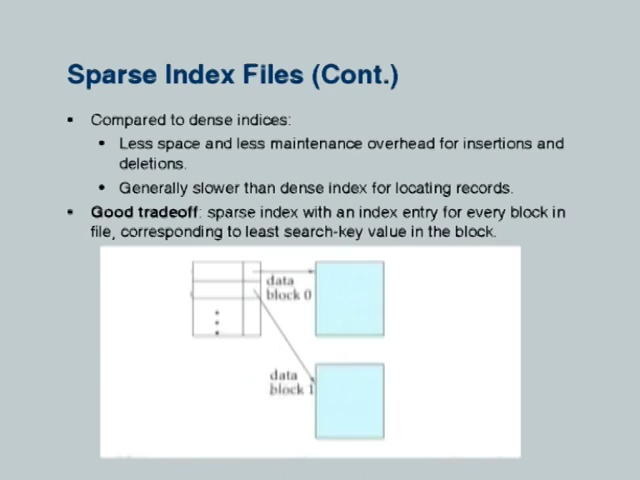 Sparse Index Files (Cont.)
• Compared to dense indices:
• Less space and less maintenance overhead for insertions and
deletions.
• Generally slower than dense index for locating records.
• Good tradeoff: sparse index with an index entry for every block in
file, corresponding to least search-key value in the block.
data
block 0
data
block 1